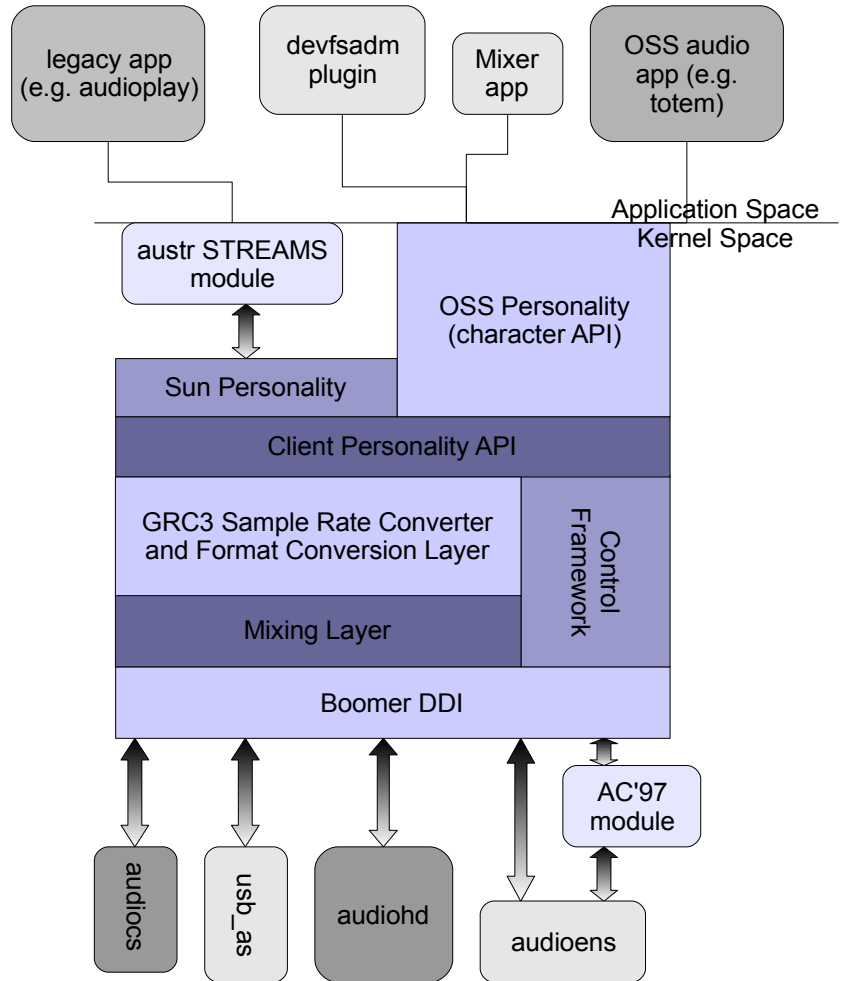 legacy app
(e.g. audioplay)
devfsadm
plugin
Mixer
app
OSS audio
app (e.g.
totem)
Application Space
Kernel Space
austr STREAMS
module
OSS Personality
(character API)
Sun Personality
Client Personality API
GRC3 Sample Rate Converter
and Format Conversion Layer
Control
Framework
Mixing Layer
Boomer DDI
AC'97
module
audiocs
usb_as
audiohd
audioens